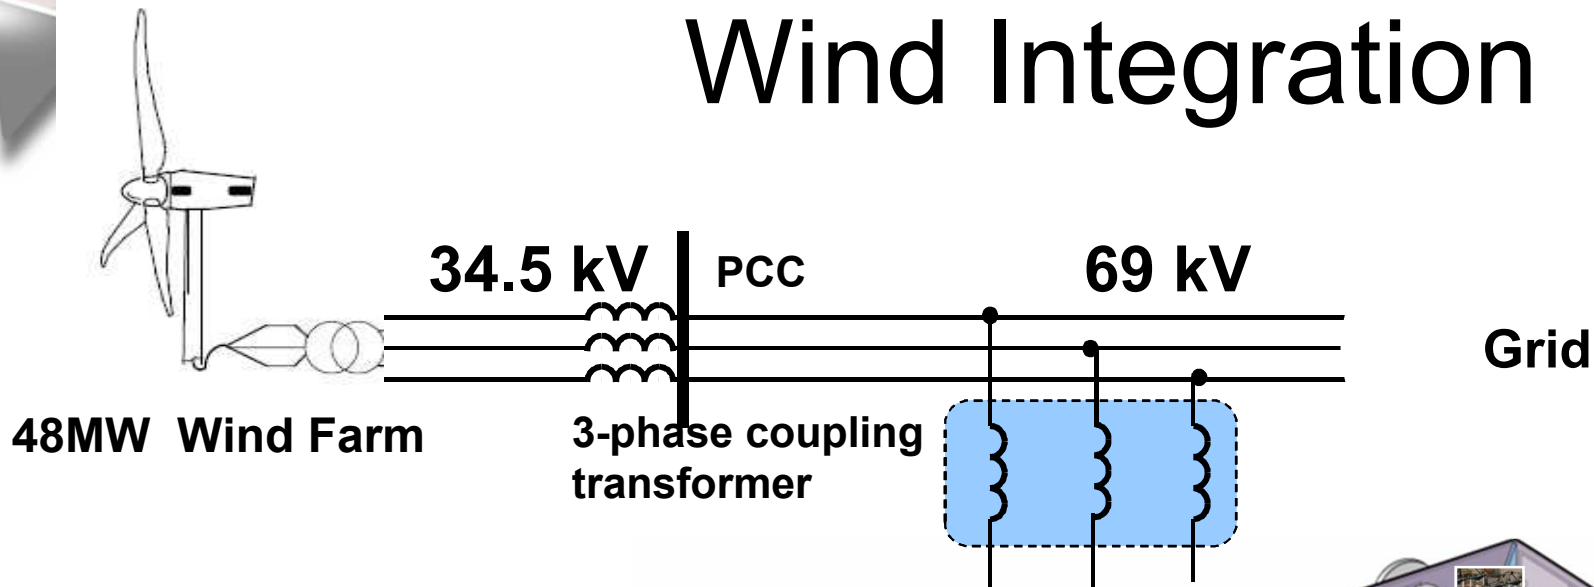 Wind Integration
34.5 kV
PCC
69 kV
Grid
48MW Wind Farm
3-phase coupling
transformer